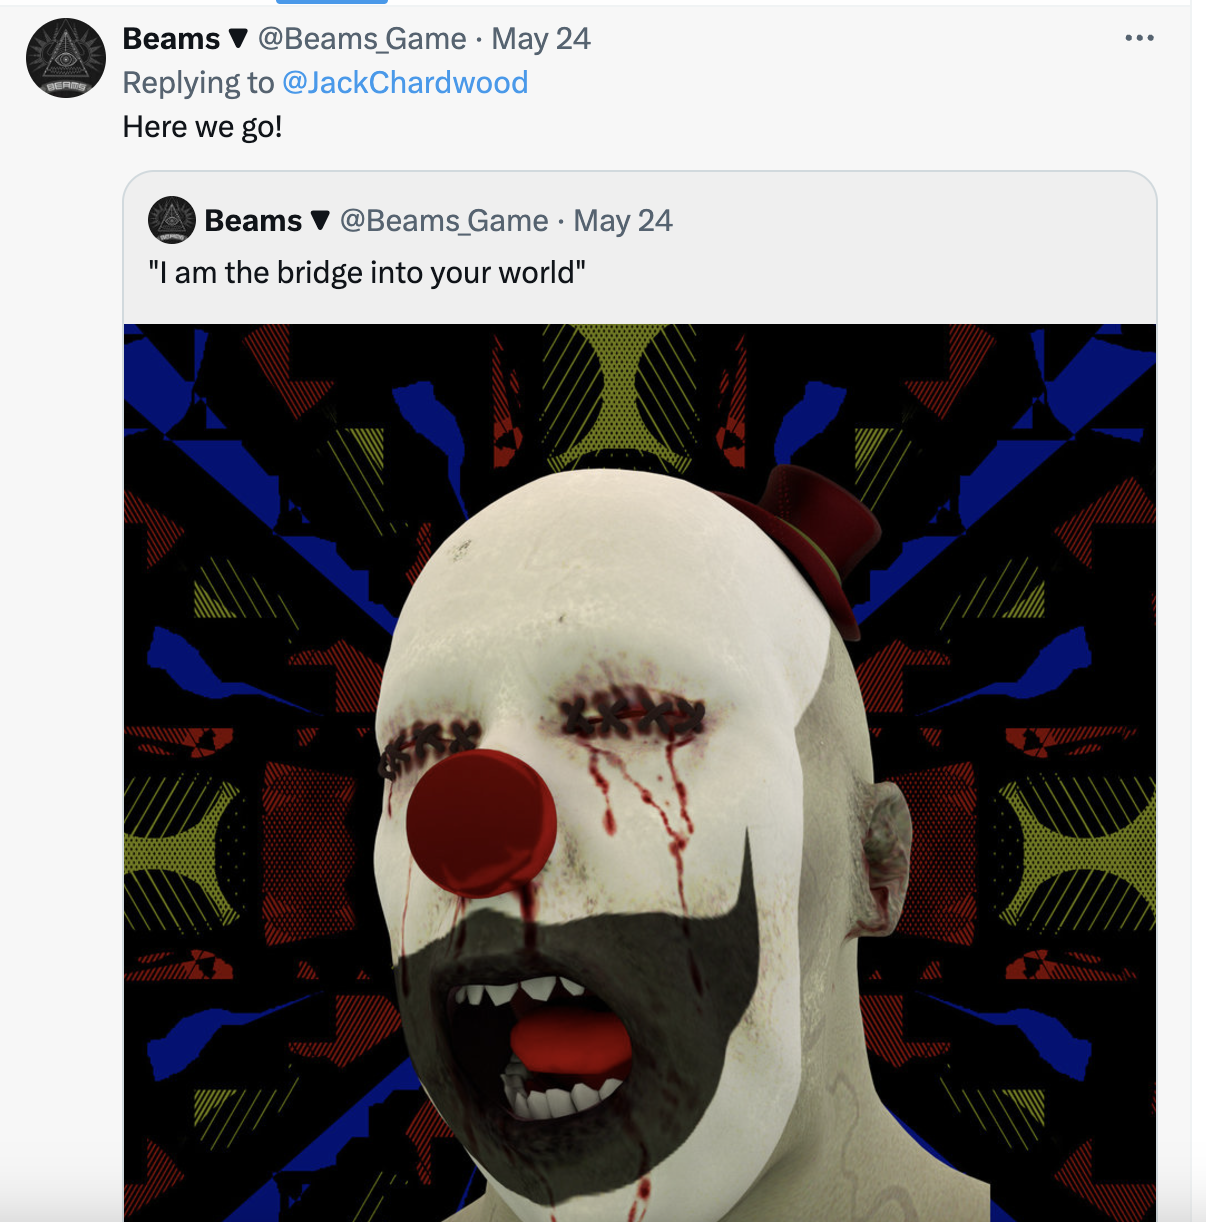 Beams ▼ @Beams_Game · May 24
Replying to @JackChardwood
Here we go!
Beams ▼ @Beams_Game · May 24
"I am the bridge into your world"
BEAMS